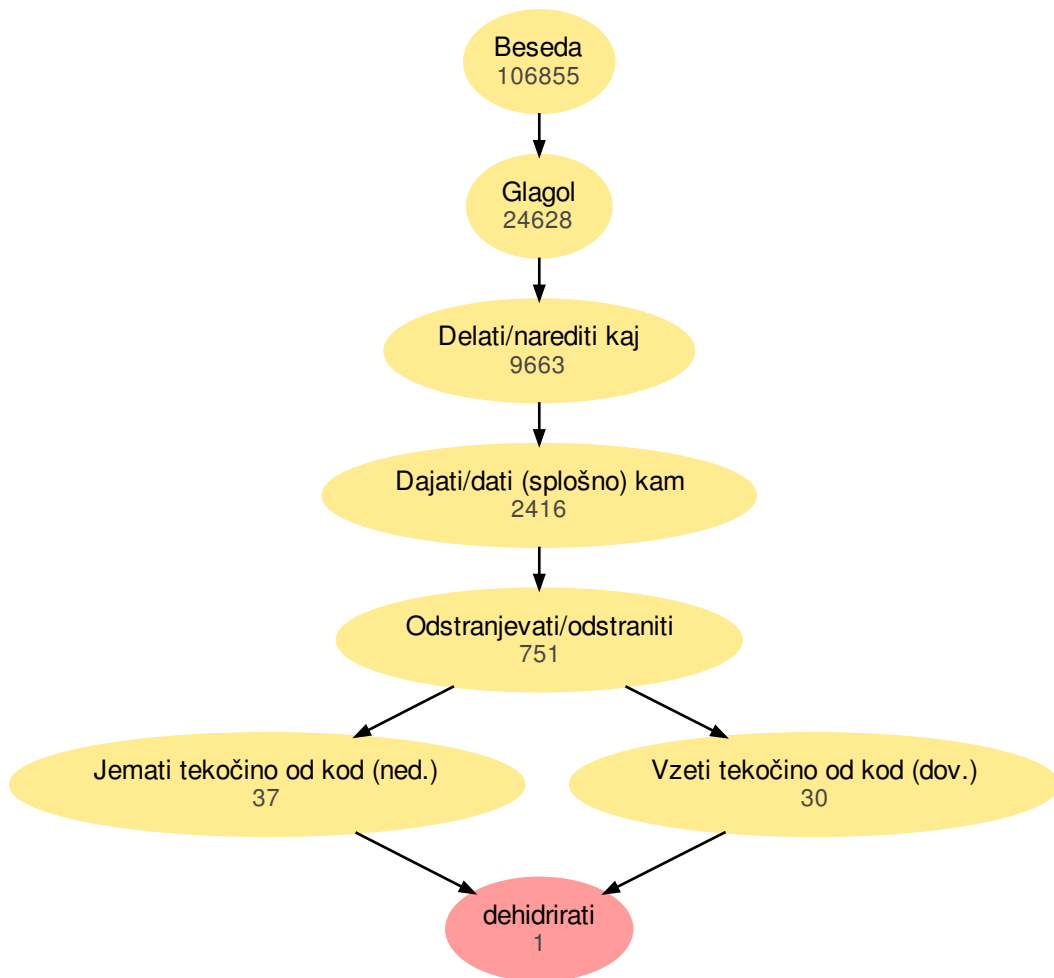 Beseda
106855
Glagol
24628
Delati/narediti kaj
9663
Dajati/dati (splošno) kam
2416
Odstranjevati/odstraniti
751
Jemati tekočino od kod (ned.)
37
Vzeti tekočino od kod (dov.)
30
dehidrirati
1